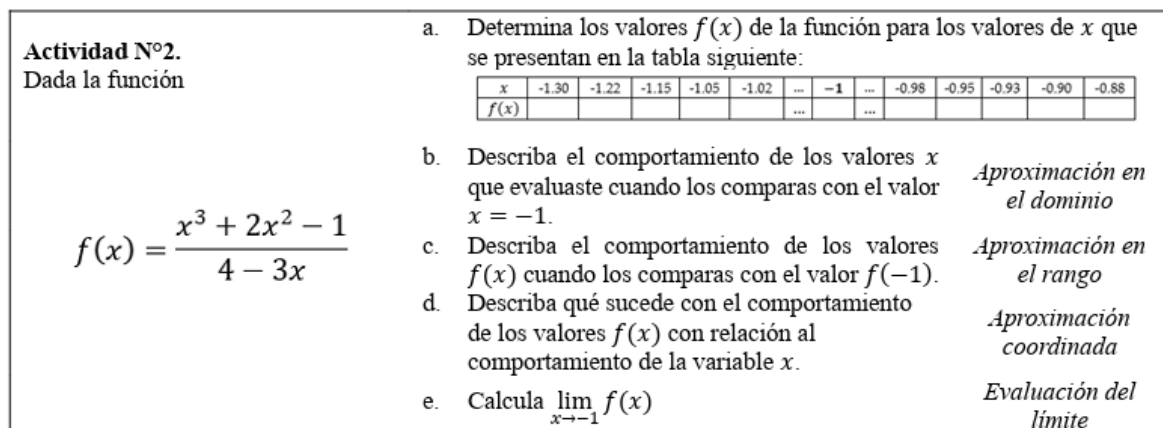 Actividad N°2.
Dada la función
f(x) = (x³ + 2x² − 1) / (4 − 3x)
a. Determina los valores f(x) de la función para los valores de x que
se presentan en la tabla siguiente:
x -1.30 -1.22 -1.15 -1.05 -1.02 ... −1 ... -0.98 -0.95 -0.93 -0.90 -0.88
f(x) ... ...
b. Describa el comportamiento de los valores x
que evaluaste cuando los comparas con el valor
x = −1.
Aproximación en
el dominio
c. Describa el comportamiento de los valores
f(x) cuando los comparas con el valor f(−1).
Aproximación en
el rango
d. Describa qué sucede con el comportamiento
de los valores f(x) con relación al
comportamiento de la variable x.
Aproximación
coordinada
e. Calcula lim x→−1 f(x)
Evaluación del
límite